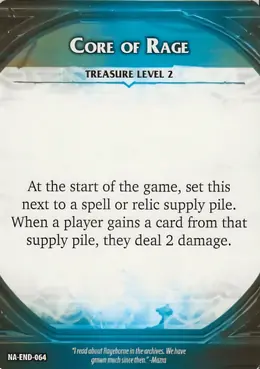 CORE OF RAGE
TREASURE LEVEL 2
At the start of the game, set this
next to a spell or relic supply pile.
When a player gains a card from that
supply pile, they deal 2 damage.
"I read about Rageborne in the archives. We have
grown much since then." -Mazra
NA-END-064